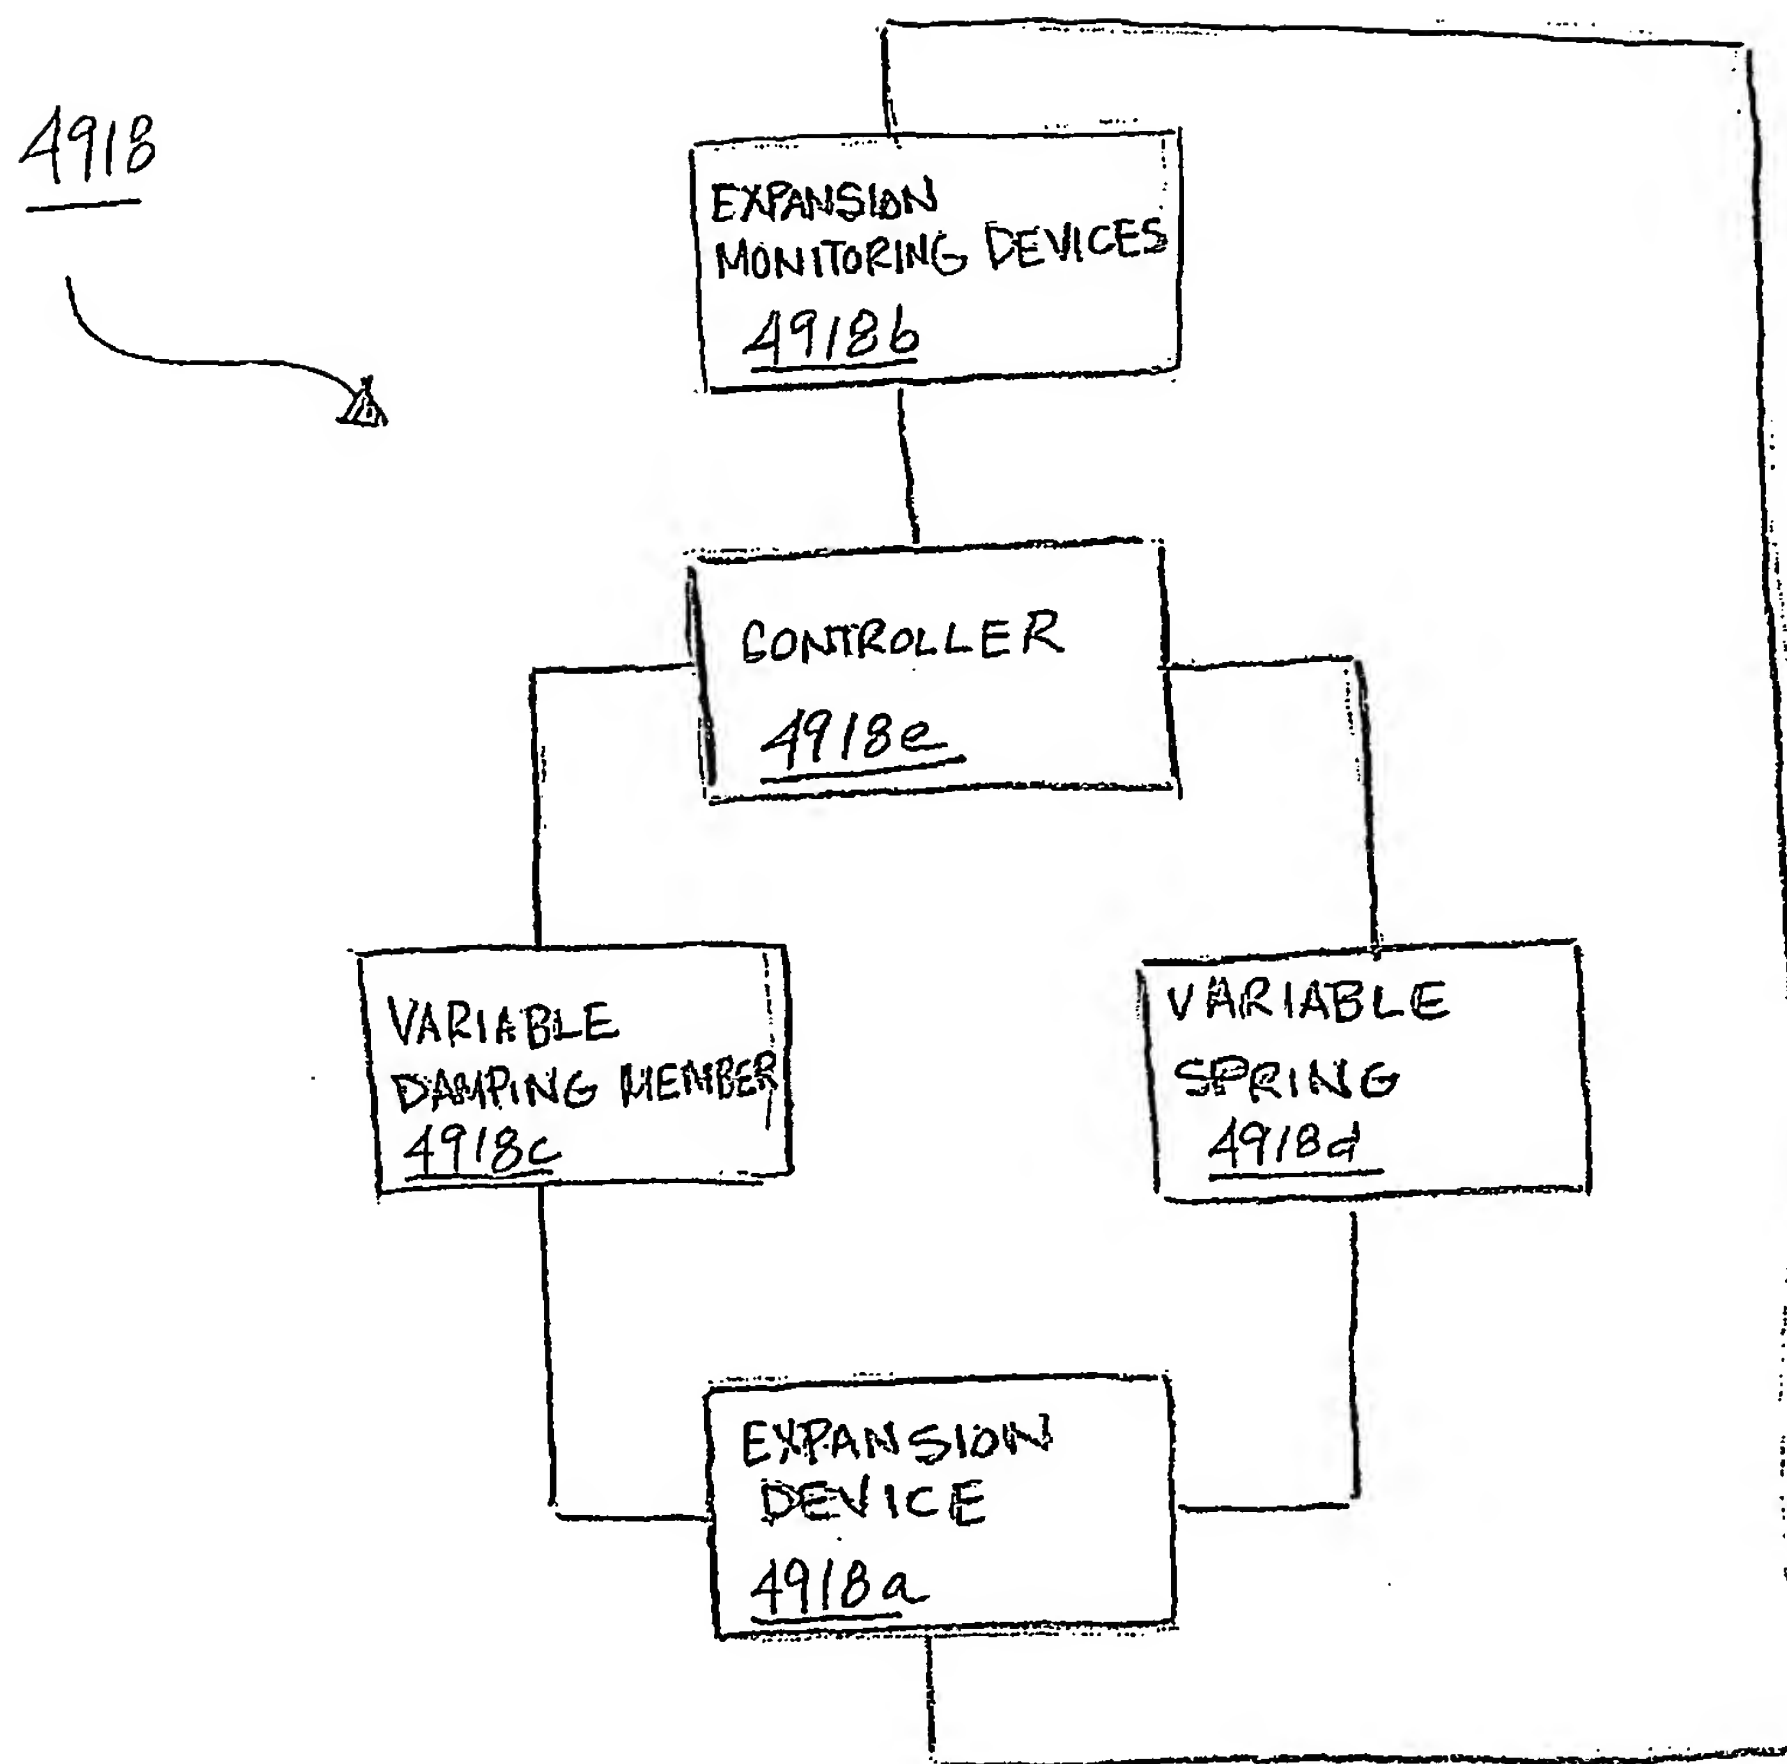 4918
EXPANSION
MONITORING DEVICES
4918b
CONTROLLER
4918e
VARIABLE
DAMPING MEMBER
4918c
VARIABLE
SPRING
4918d
EXPANSION
DEVICE
4918a